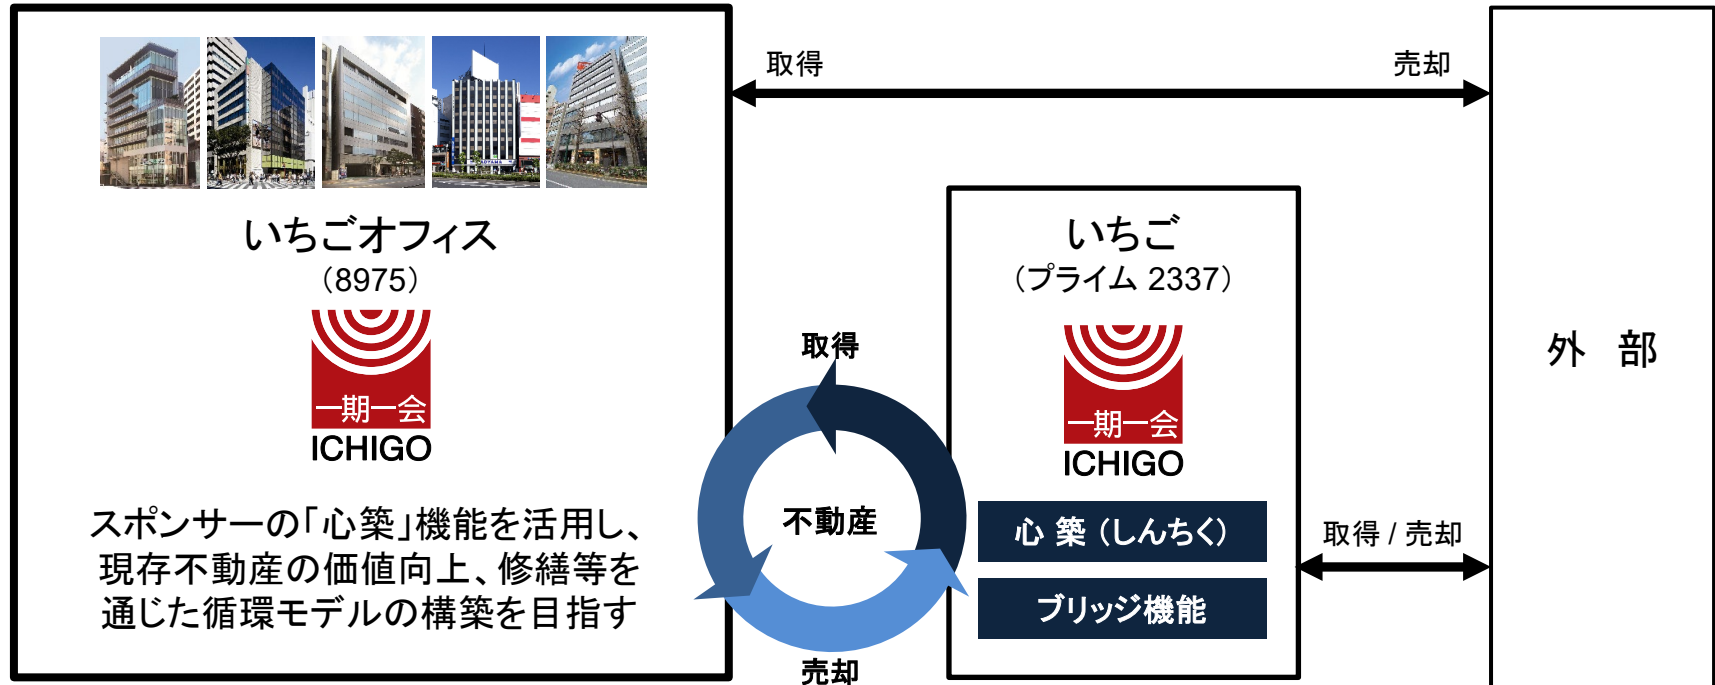 取得
売却
いちごオフィス
（8975）
一期一会
ICHIGO
スポンサーの「心築」機能を活用し、
現存不動産の価値向上、修繕等を
通じた循環モデルの構築を目指す
取得
不動産
売却
いちご
（プライム 2337）
一期一会
ICHIGO
心 築（しんちく）
ブリッジ機能
取得 / 売却
外 部